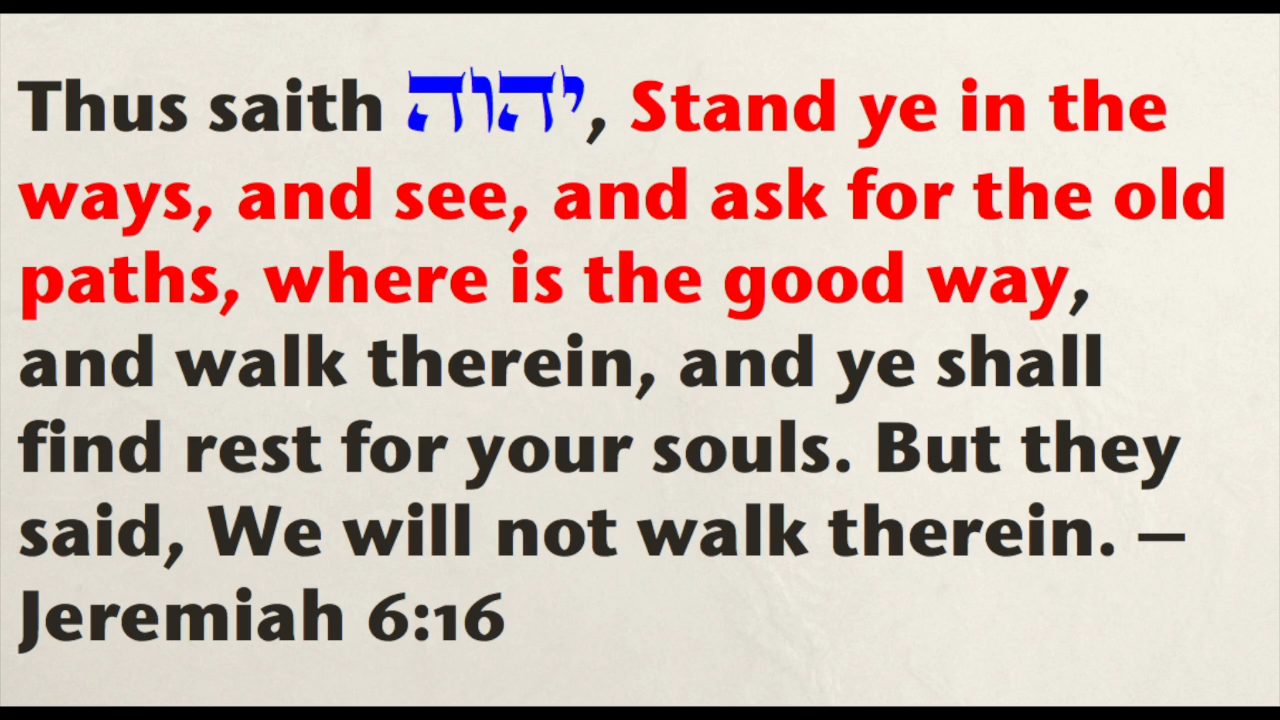 Thus saith יהוה, Stand ye in the
ways, and see, and ask for the old
paths, where is the good way,
and walk therein, and ye shall
find rest for your souls. But they
said, We will not walk therein. —
Jeremiah 6:16